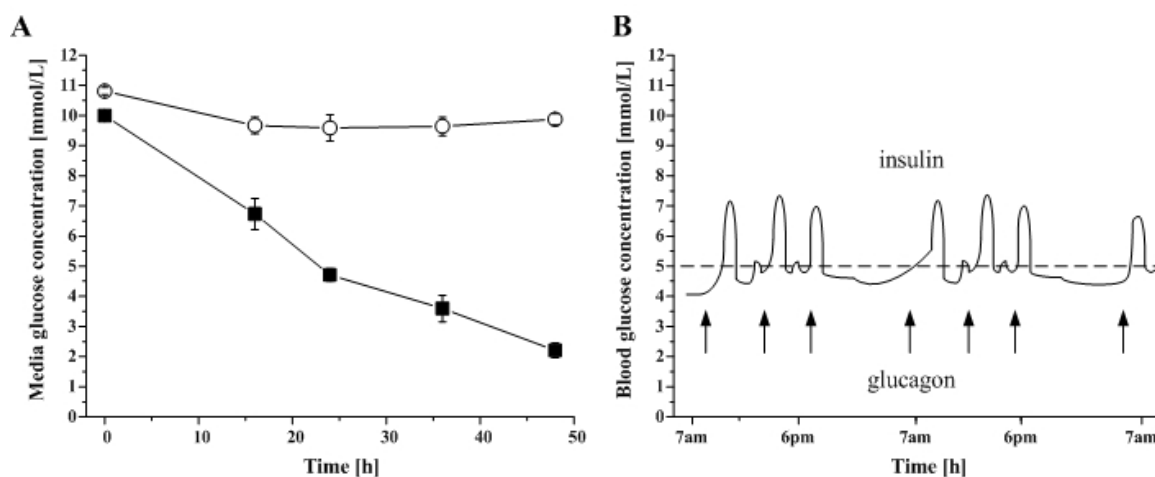 A
Media glucose concentration [mmol/L]
12
11
10
9
8
7
6
5
4
3
2
1
0
0
10
20
30
40
50
Time [h]
B
Blood glucose concentration [mmol/L]
12
11
10
9
8
7
6
5
4
3
2
1
0
insulin
glucagon
7am
6pm
7am
6pm
7am
Time [h]